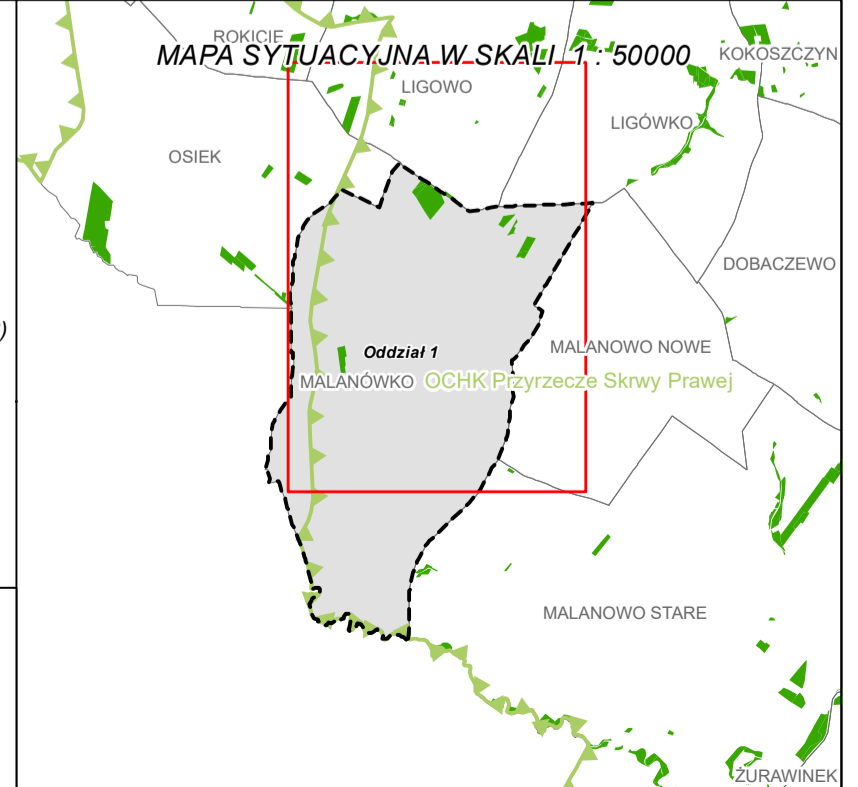 ROKICIE
MAPA SYTUACYJNA W SKALI 1 : 50000
KOKOSZCZYN
LIGOWO
LIGÓWKO
OSIEK
DOBACZEWO
)
Oddział 1
MALANOWO NOWE
MALANÓWKO
OCHK Przyrzecze Skrwy Prawej
MALANOWO STARE
ŻURAWINEK